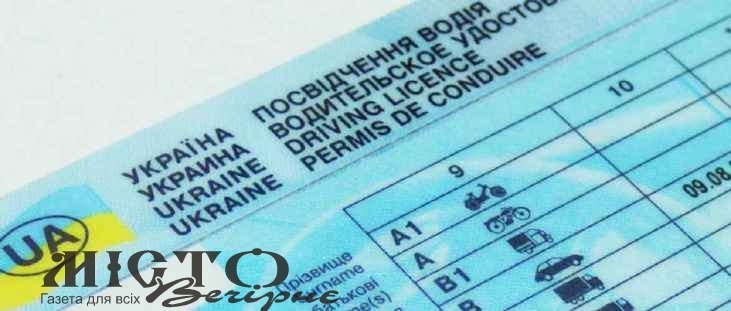 ПОСВІДЧЕННЯ ВОДІЯ
ВОДИТЕЛЬСКОЕ
DRIVING LICENCE
PERMIS DE CONDUIRE
УКРАЇНА
УКРАИНА
UKRAINE
UKRAINE
UA
9
10
A1
A
B1
B
09.08
Прізвище
МІСТО
Вечірнє
Газета для всіх